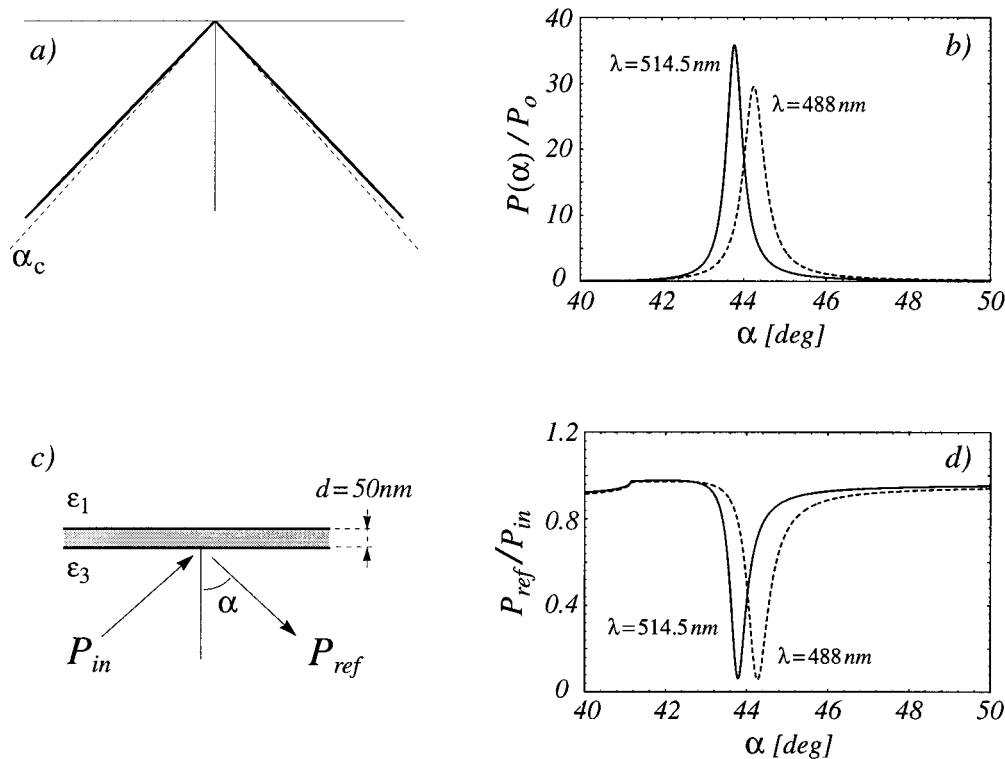 a)
α_c
b)
P(α) / P_o
40
30
20
10
0
λ=514.5nm
λ=488nm
40 42 44 46 48 50
α [deg]
c)
ε₁
d=50nm
ε₃
α
P_in
P_ref
d)
P_ref/P_in
1.2
0.8
0.4
0
λ=514.5nm
λ=488nm
40 42 44 46 48 50
α [deg]